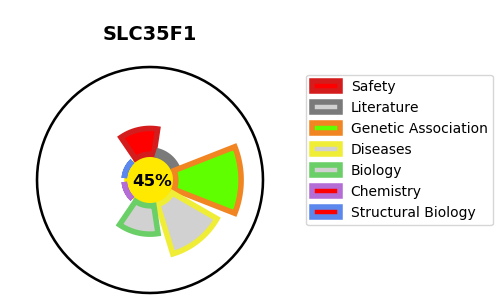 SLC35F1
45%
Safety
Literature
Genetic Association
Diseases
Biology
Chemistry
Structural Biology